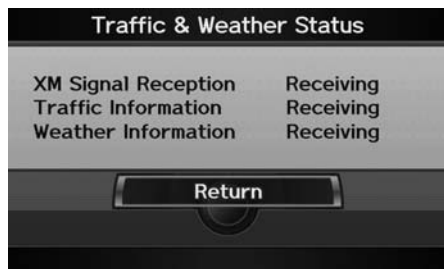 Traffic & Weather Status
XM Signal Reception Receiving
Traffic Information Receiving
Weather Information Receiving
Return